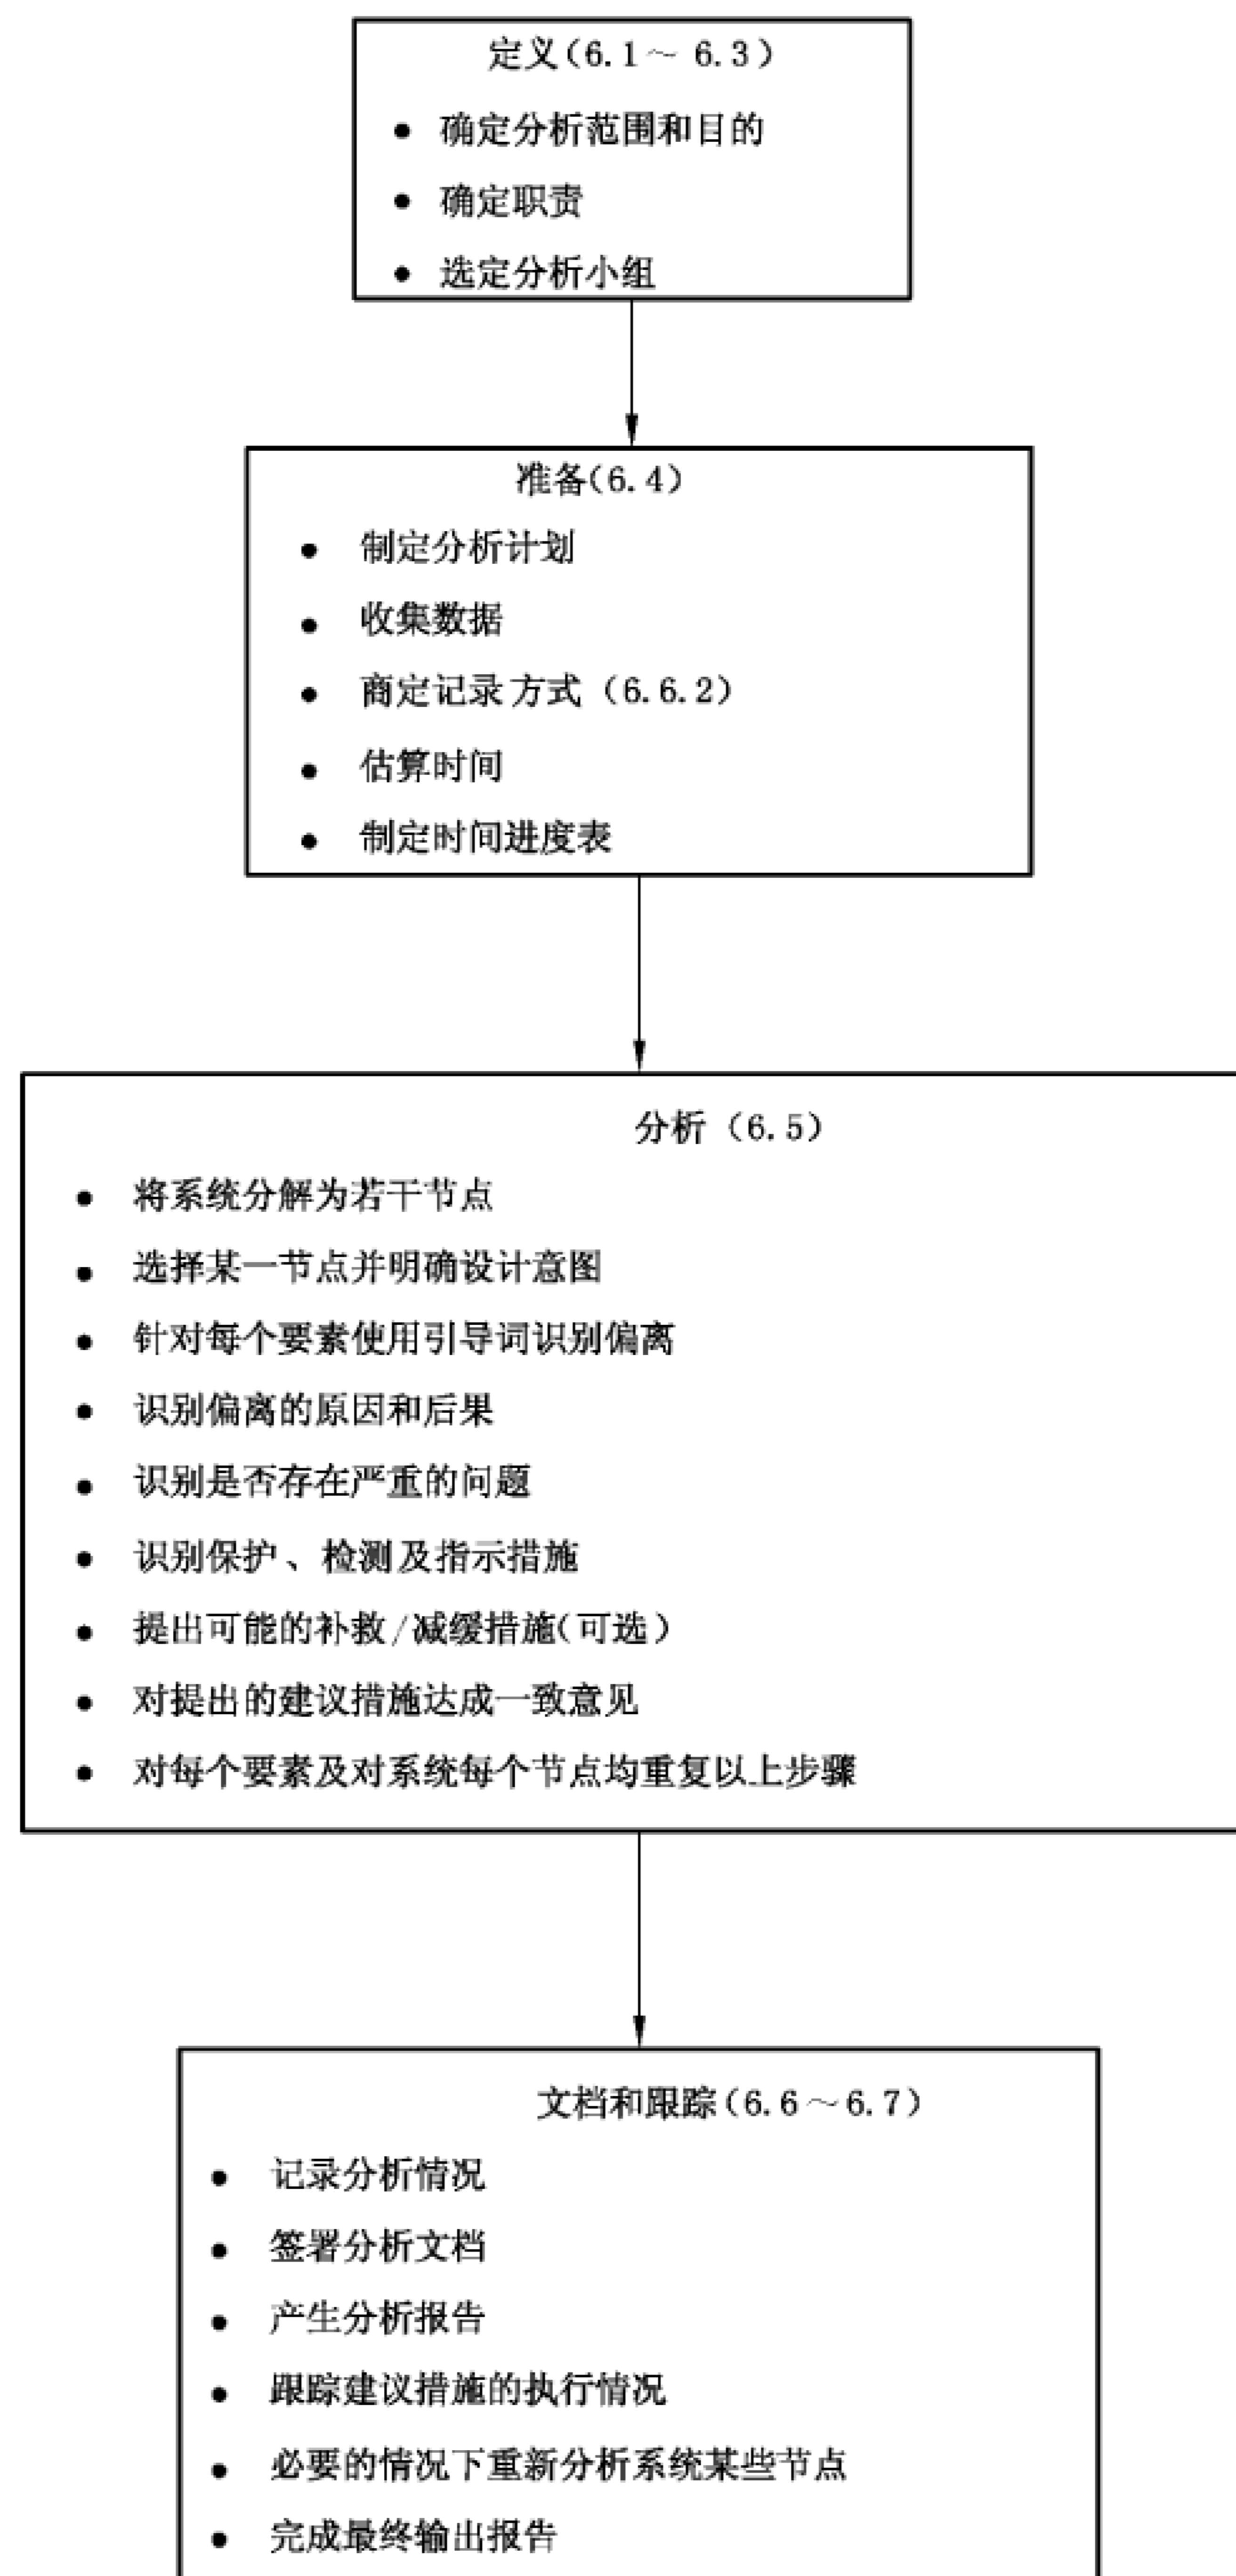 定义(6.1～ 6.3)
● 确定分析范围和目的
● 确定职责
● 选定分析小组
准备(6.4)
● 制定分析计划
● 收集数据
● 商定记录方式（6.6.2）
● 估算时间
● 制定时间进度表
分析（6.5）
● 将系统分解为若干节点
● 选择某一节点并明确设计意图
● 针对每个要素使用引导词识别偏离
● 识别偏离的原因和后果
● 识别是否存在严重的问题
● 识别保护、检测及指示措施
● 提出可能的补救/减缓措施(可选)
● 对提出的建议措施达成一致意见
● 对每个要素及对系统每个节点均重复以上步骤
文档和跟踪(6.6～6.7)
● 记录分析情况
● 签署分析文档
● 产生分析报告
● 跟踪建议措施的执行情况
● 必要的情况下重新分析系统某些节点
● 完成最终输出报告